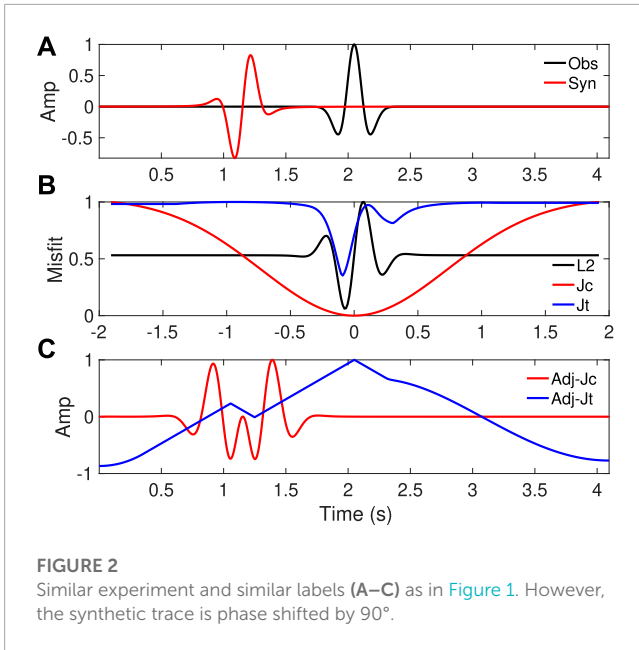 A
1
0.5
0
-0.5
Amp
Obs
Syn
0.5 1 1.5 2 2.5 3 3.5 4
B
1
0.5
0
Misfit
L2
Jc
Jt
-2 -1.5 -1 -0.5 0 0.5 1 1.5 2
C
1
0
-1
Amp
Adj-Jc
Adj-Jt
0.5 1 1.5 2 2.5 3 3.5 4
Time (s)
FIGURE 2
Similar experiment and similar labels (A–C) as in Figure 1. However,
the synthetic trace is phase shifted by 90°.